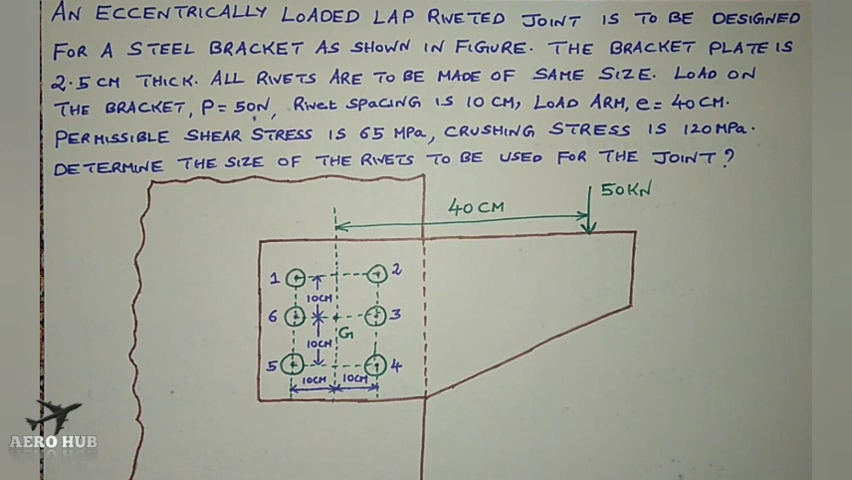 AN ECCENTRICALLY LOADED LAP RIVETED JOINT IS TO BE DESIGNED
FOR A STEEL BRACKET AS SHOWN IN FIGURE. THE BRACKET PLATE IS
2.5 CM THICK. ALL RIVETS ARE TO BE MADE OF SAME SIZE. LOAD ON
THE BRACKET, P = 50N, Rivet spacing IS 10 CM, LOAD ARM, e = 40 CM.
PERMISSIBLE SHEAR STRESS IS 65 MPa, CRUSHING STRESS IS 120 MPa.
DETERMINE THE SIZE OF THE RIVETS TO BE USED FOR THE JOINT?
50KN
40 CM
1
2
10CM
6
3
G
10CM
5
4
10CM 10CM
AERO HUB